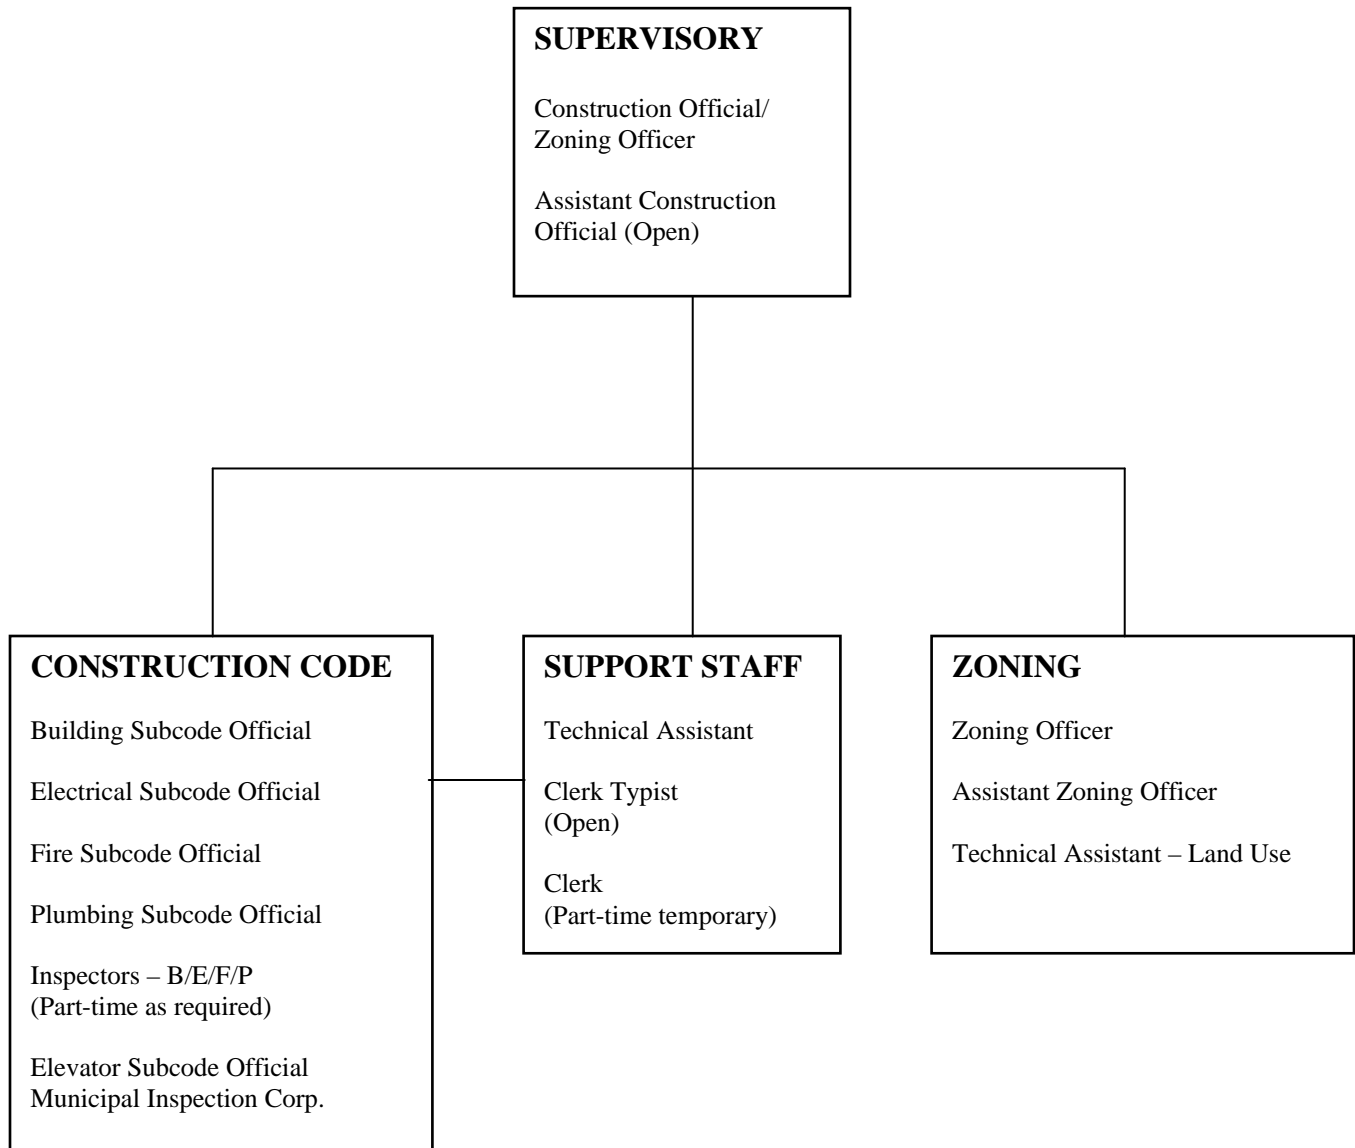 SUPERVISORY
Construction Official/
Zoning Officer
Assistant Construction
Official (Open)
CONSTRUCTION CODE
Building Subcode Official
Electrical Subcode Official
Fire Subcode Official
Plumbing Subcode Official
Inspectors – B/E/F/P
(Part-time as required)
Elevator Subcode Official
Municipal Inspection Corp.
SUPPORT STAFF
Technical Assistant
Clerk Typist
(Open)
Clerk
(Part-time temporary)
ZONING
Zoning Officer
Assistant Zoning Officer
Technical Assistant – Land Use